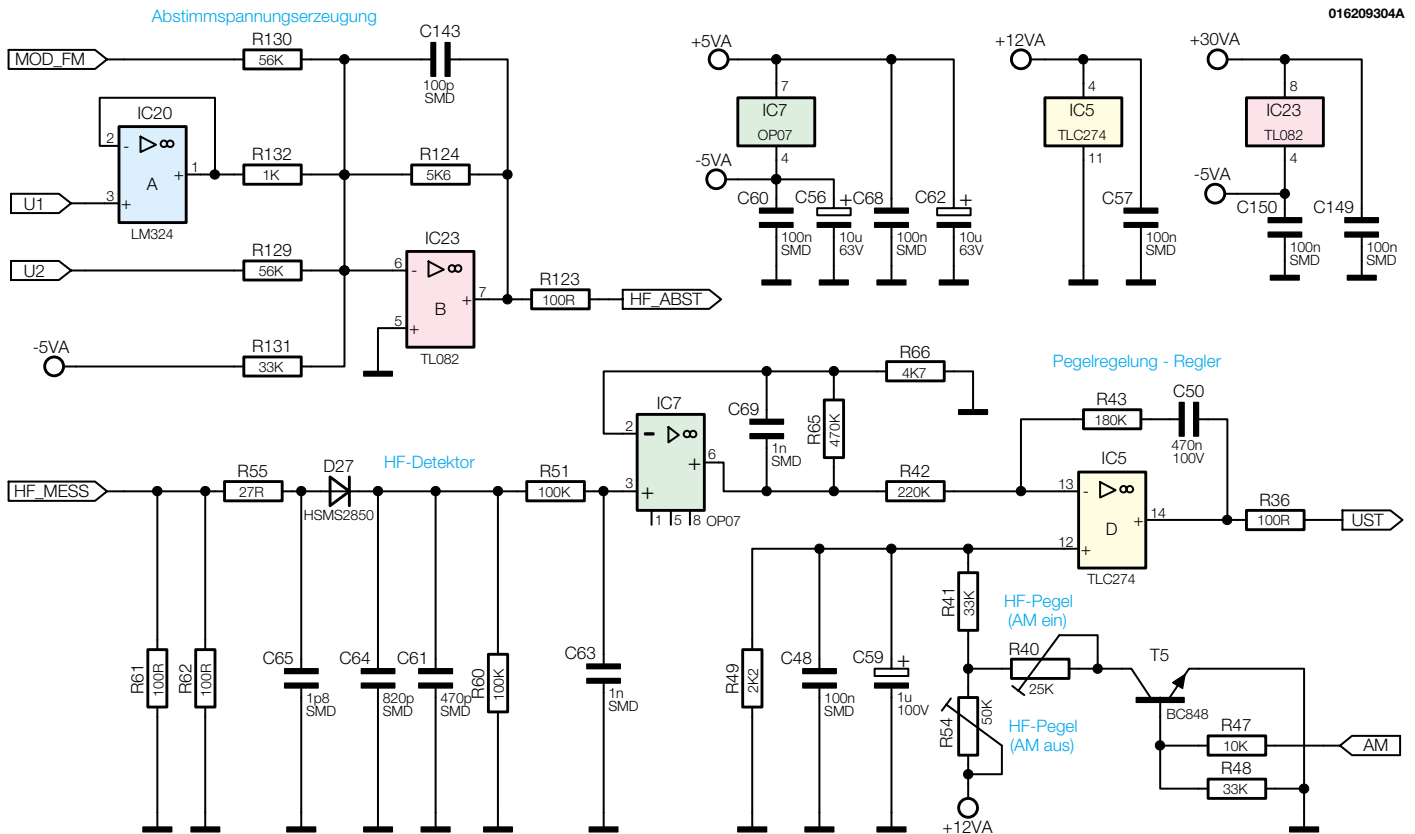 016209304A
Abstimmspannungserzeugung
MOD_FM
R130
56K
C143
100p
SMD
IC20
2
-
∞
A
+
1
3
+
LM324
U1
R132
1K
R124
5K6
U2
R129
56K
IC23
6
-
∞
B
+
7
5
+
TL082
R123
100R
HF_ABST
-5VA
R131
33K
+5VA
7
IC7
OP07
4
-5VA
C60
100n
SMD
C56
+
10u
63V
C68
100n
SMD
C62
+
10u
63V
+12VA
4
IC5
TLC274
11
C57
100n
SMD
+30VA
8
IC23
TL082
4
-5VA
C150
100n
SMD
C149
100n
SMD
HF-Detektor
HF_MESS
R55
27R
D27
HSMS2850
R51
100K
IC7
2
-
∞
+
6
3
+
1
5
8
OP07
C69
1n
SMD
R65
470K
R66
4K7
R42
220K
Pegelregelung - Regler
R43
180K
C50
470n
100V
IC5
13
-
∞
D
+
14
12
+
TLC274
R36
100R
UST
R61
100R
R62
100R
C65
1p8
SMD
C64
820p
SMD
C61
470p
SMD
R60
100K
C63
1n
SMD
R49
2K2
C48
100n
SMD
C59
+
1u
100V
R41
33K
HF-Pegel
(AM ein)
R40
25K
R54
50K
HF-Pegel
(AM aus)
+12VA
T5
BC848
R47
10K
AM
R48
33K